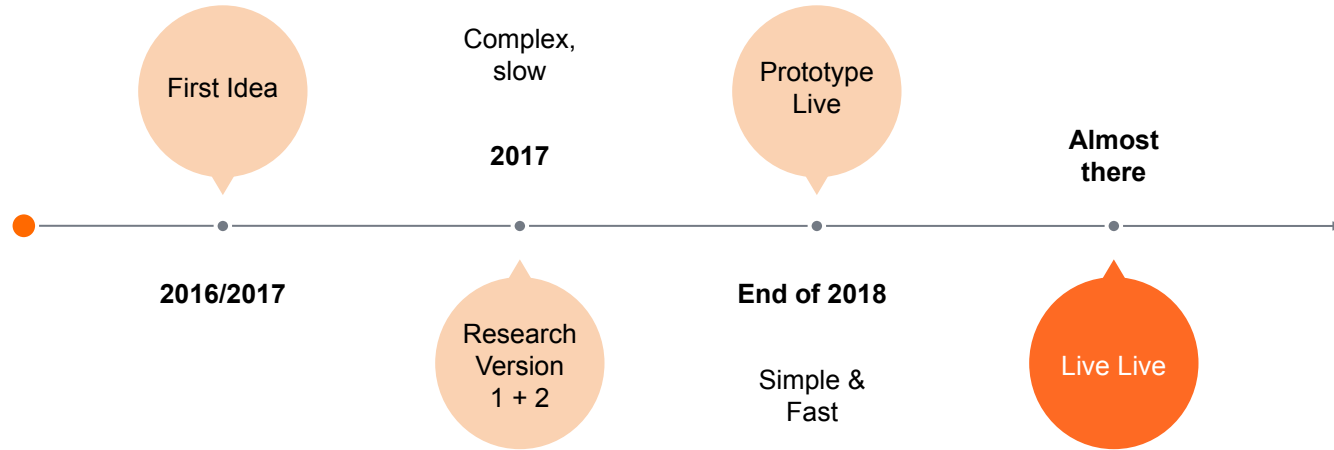 First Idea
2016/2017
Complex,
slow
2017
Research
Version
1 + 2
Prototype
Live
End of 2018
Simple &
Fast
Almost
there
Live Live